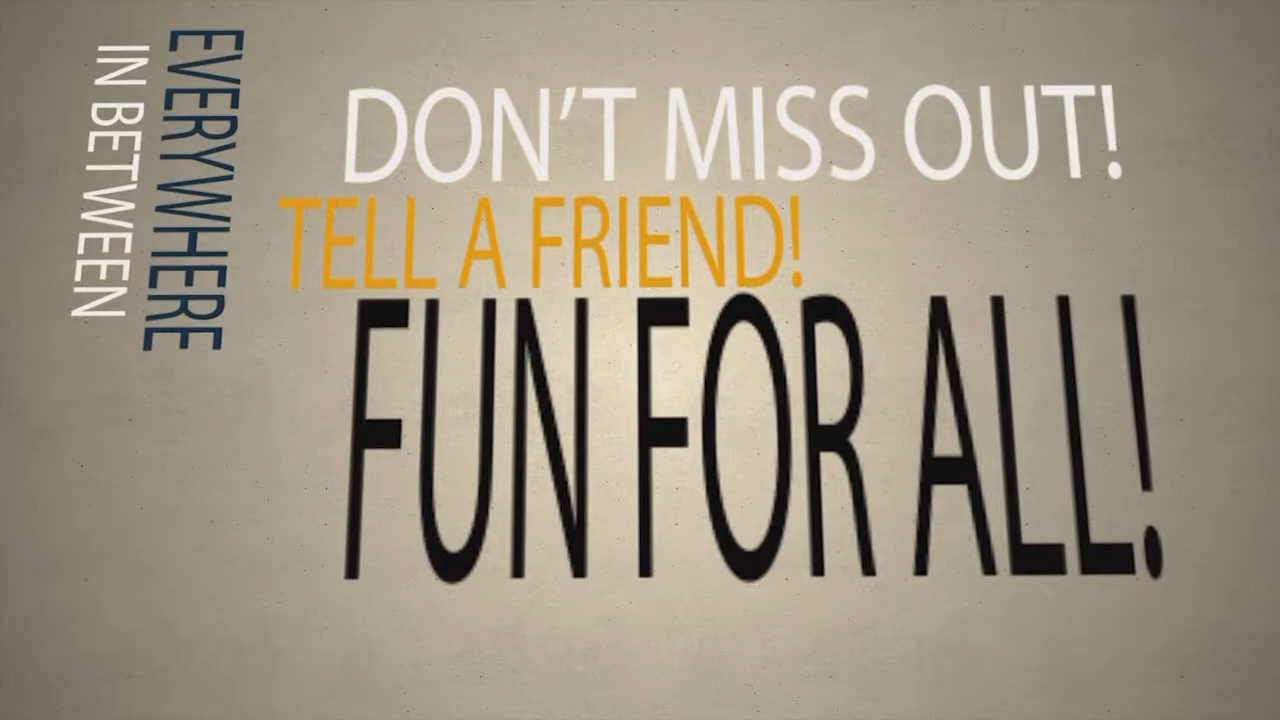 EVERYWHERE
IN BETWEEN
DON'T MISS OUT!
TELL A FRIEND!
FUN FOR ALL!